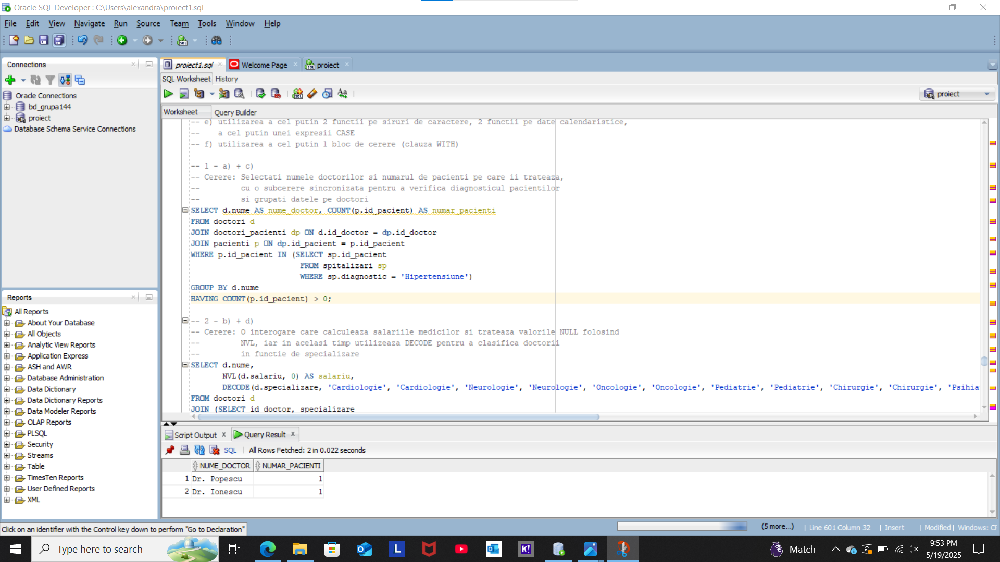 Oracle SQL Developer : C:\Users\alexandra\proiect1.sql
File Edit View Navigate Run Source Team Tools Window Help
Connections
Oracle Connections
bd_grupa144
proiect
Database Schema Service Connections
Reports
All Reports
About Your Database
All Objects
Analytic View Reports
Application Express
ASH and AWR
Database Administration
Data Dictionary
Data Dictionary Reports
Data Modeler Reports
OLAP Reports
PLSQL
Security
Streams
Table
TimesTen Reports
User Defined Reports
XML
proiect1.sql Welcome Page proiect
SQL Worksheet History
proiect
Worksheet Query Builder
-- e) utilizarea a cel putin 2 functii pe siruri de caractere, 2 functii pe date calendaristice,
--    a cel putin unei expresii CASE
-- f) utilizarea a cel putin 1 bloc de cerere (clauza WITH)
-- 1 - a) + c)
-- Cerere: Selectati numele doctorilor si numarul de pacienti pe care ii trateaza,
--         cu o subcerere sincronizata pentru a verifica diagnosticul pacientilor
--         si grupati datele pe doctori
SELECT d.nume AS nume_doctor, COUNT(p.id_pacient) AS numar_pacienti
FROM doctori d
JOIN doctori_pacienti dp ON d.id_doctor = dp.id_doctor
JOIN pacienti p ON dp.id_pacient = p.id_pacient
WHERE p.id_pacient IN (SELECT sp.id_pacient
FROM spitalizari sp
WHERE sp.diagnostic = 'Hipertensiune')
GROUP BY d.nume
HAVING COUNT(p.id_pacient) > 0;
-- 2 - b) + d)
-- Cerere: O interogare care calculeaza salariile medicilor si trateaza valorile NULL folosind
--         NVL, iar in acelasi timp utilizeaza DECODE pentru a clasifica doctorii
--         in functie de specializare
SELECT d.nume,
NVL(d.salariu, 0) AS salariu,
DECODE(d.specializare, 'Cardiologie', 'Cardiologie', 'Neurologie', 'Neurologie', 'Oncologie', 'Oncologie', 'Pediatrie', 'Pediatrie', 'Chirurgie', 'Chirurgie', 'Psihia
FROM doctori d
JOIN (SELECT id_doctor, specializare
Script Output Query Result
SQL All Rows Fetched: 2 in 0.022 seconds
NUME_DOCTOR NUMAR_PACIENTI
1 Dr. Popescu 1
2 Dr. Ionescu 1
Click on an identifier with the Control key down to perform "Go to Declaration"
(5 more...) | Line 601 Column 32 | Insert | Modified | Windows: CF
Type here to search
L
K!
Match
9:53 PM
5/19/2025